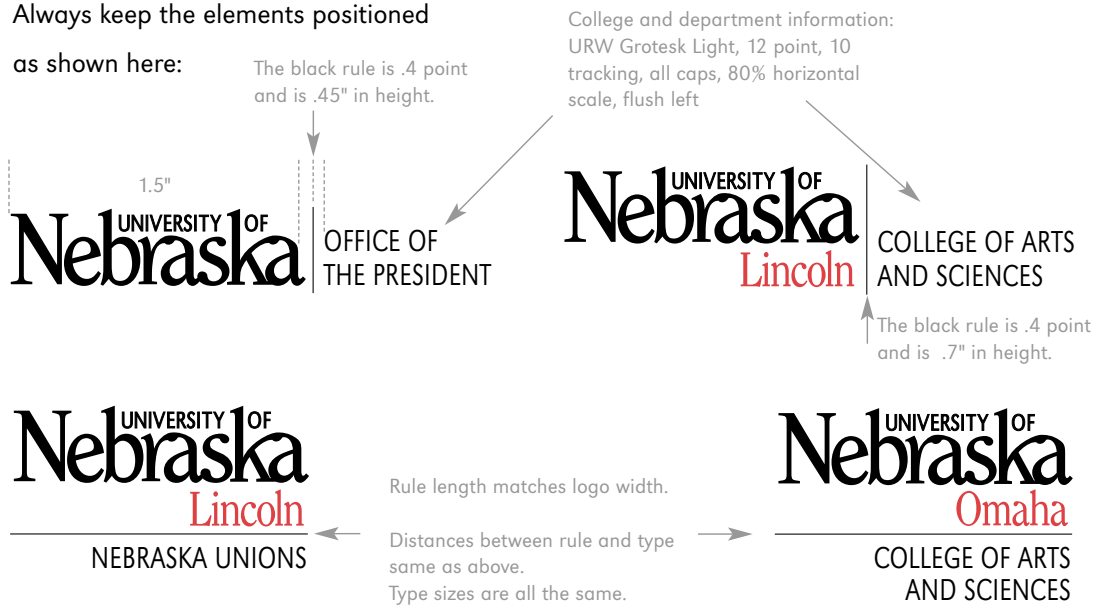 Always keep the elements positioned
as shown here:
The black rule is .4 point
and is .45" in height.
College and department information:
URW Grotesk Light, 12 point, 10
tracking, all caps, 80% horizontal
scale, flush left
1.5"
UNIVERSITY OF
Nebraska
OFFICE OF
THE PRESIDENT
UNIVERSITY OF
Nebraska
Lincoln
COLLEGE OF ARTS
AND SCIENCES
The black rule is .4 point
and is .7" in height.
UNIVERSITY OF
Nebraska
Lincoln
NEBRASKA UNIONS
Rule length matches logo width.
Distances between rule and type
same as above.
Type sizes are all the same.
UNIVERSITY OF
Nebraska
Omaha
COLLEGE OF ARTS
AND SCIENCES